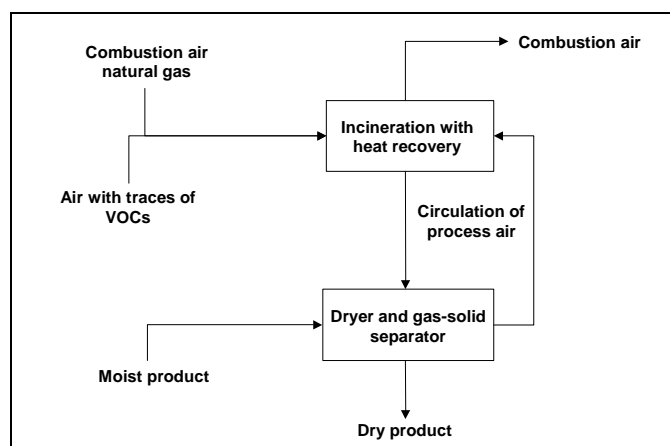 Combustion air
natural gas
Combustion air
Incineration with
heat recovery
Air with traces of
VOCs
Circulation of
process air
Dryer and gas-solid
separator
Moist product
Dry product